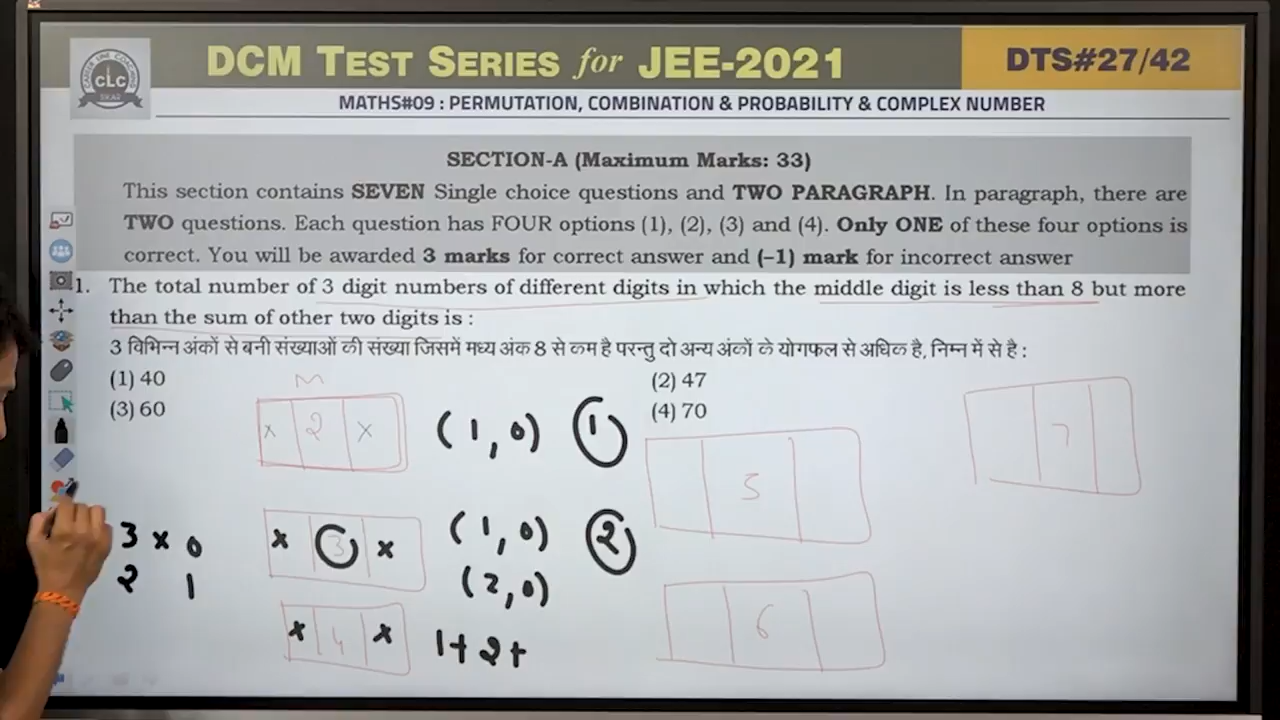 DCM TEST SERIES for JEE-2021
DTS#27/42
CAREER LINE COACHING
CLC
SIKAR
MATHS#09 : PERMUTATION, COMBINATION & PROBABILITY & COMPLEX NUMBER
SECTION-A (Maximum Marks: 33)
This section contains SEVEN Single choice questions and TWO PARAGRAPH. In paragraph, there are
TWO questions. Each question has FOUR options (1), (2), (3) and (4). Only ONE of these four options is
correct. You will be awarded 3 marks for correct answer and (–1) mark for incorrect answer
1. The total number of 3 digit numbers of different digits in which the middle digit is less than 8 but more
than the sum of other two digits is :
3 विभिन्न अंकों से बनी संख्याओं की संख्या जिसमें मध्य अंक 8 से कम है परन्तु दो अन्य अंकों के योगफल से अधिक है, निम्न में से है :
(1) 40
(2) 47
(3) 60
(4) 70
M
x 2 x (1,0) 1
5
7
3 x 0
2 1
x 3 x (1,0) 2
(2,0)
x 4 x 1+2+
6